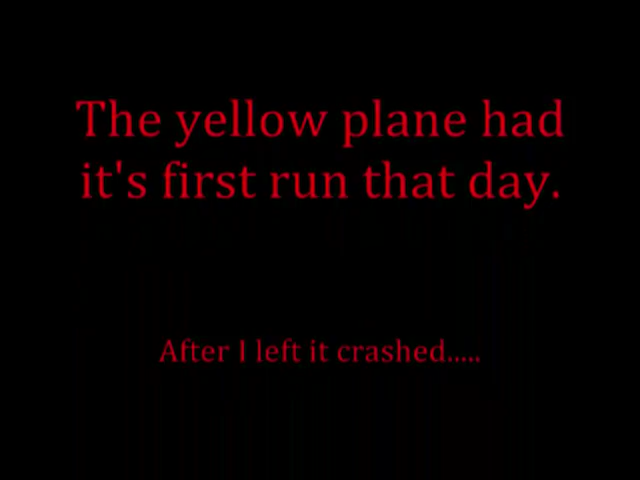 The yellow plane had
it's first run that day.
After I left it crashed.....